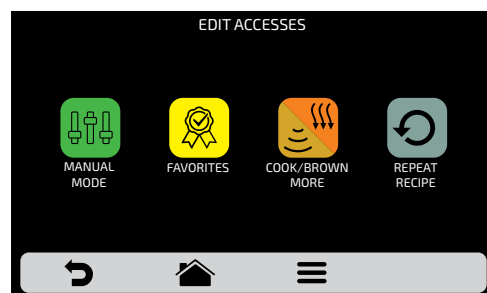 EDIT ACCESSES
MANUAL
MODE
FAVORITES
COOK/BROWN
MORE
REPEAT
RECIPE